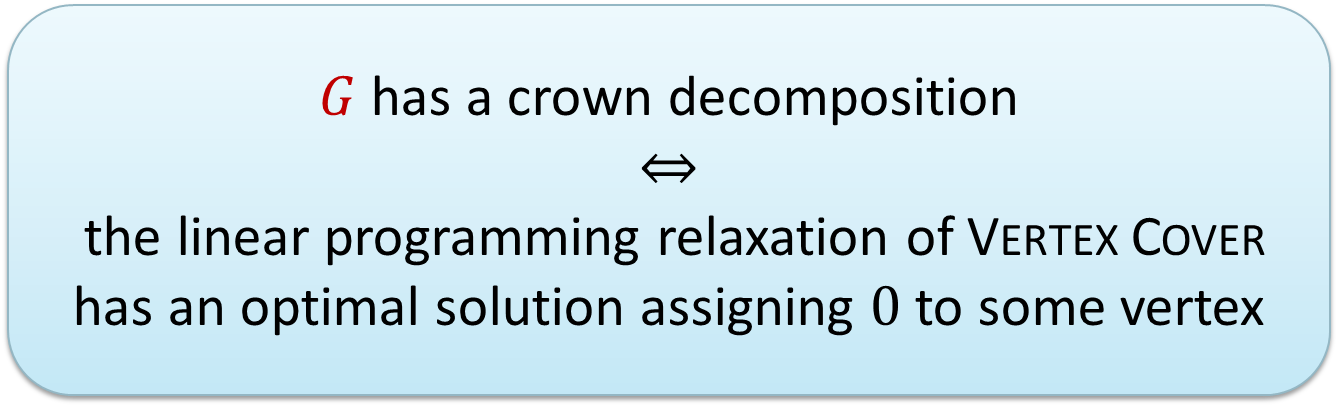 G has a crown decomposition
⇔
the linear programming relaxation of VERTEX COVER
has an optimal solution assigning 0 to some vertex